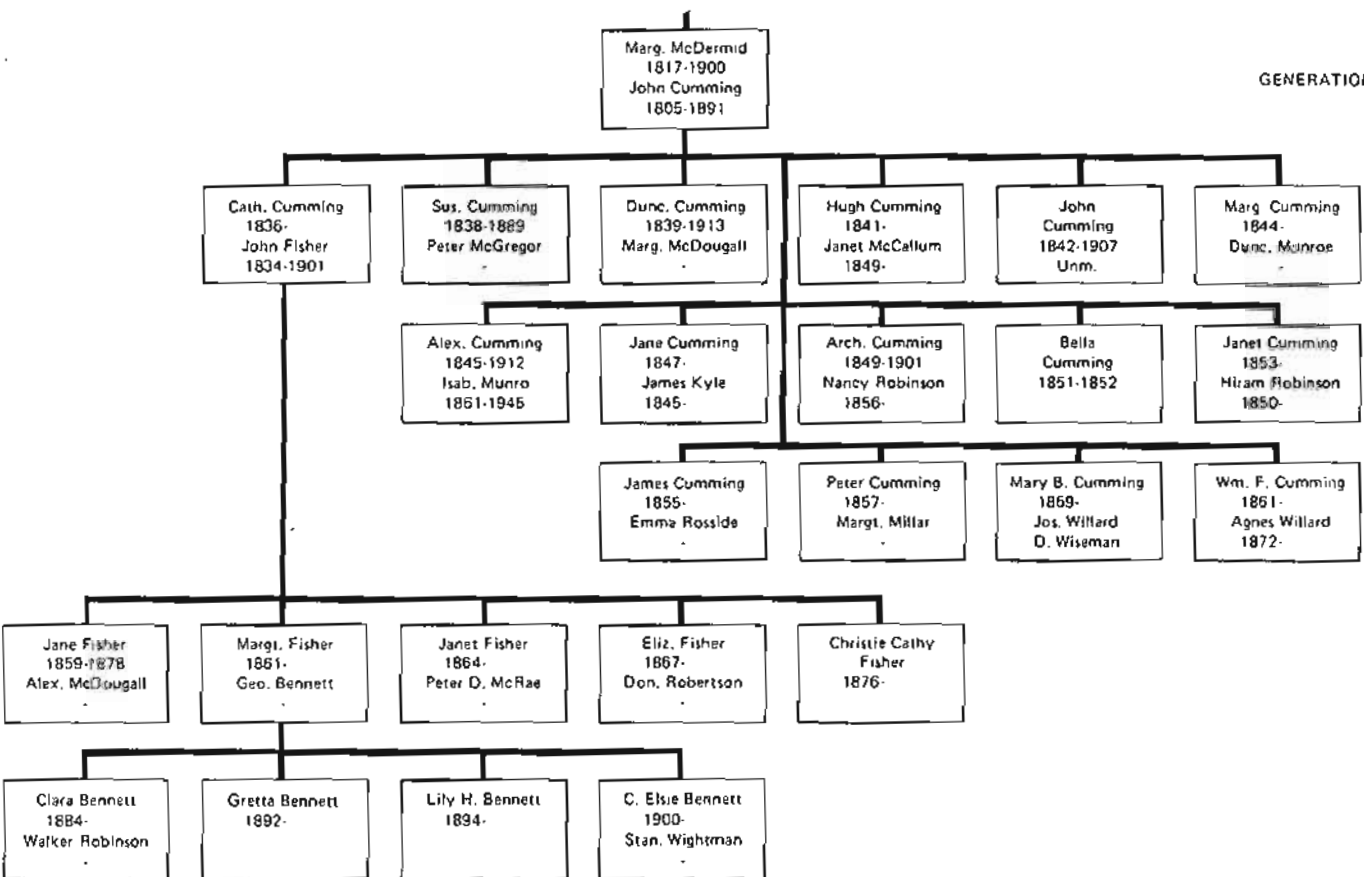 Marg. McDermid
1817-1900
John Cumming
1805-1891
GENERATION
Cath. Cumming
1836-
John Fisher
1834-1901
Sus. Cumming
1838-1889
Peter McGregor
-
Dunc. Cumming
1839-1913
Marg. McDougall
-
Hugh Cumming
1841-
Janet McCallum
1849-
John
Cumming
1842-1907
Unm.
Marg. Cumming
1844-
Dunc. Munroe
-
Alex. Cumming
1845-1912
Isab. Munro
1861-1945
Jane Cumming
1847-
James Kyle
1845-
Arch. Cumming
1849-1901
Nancy Robinson
1856-
Bella
Cumming
1851-1852
Janet Cumming
1853-
Hiram Robinson
1850-
James Cumming
1855-
Emma Rosside
-
Peter Cumming
1857-
Margt. Millar
-
Mary B. Cumming
1869-
Jos. Willard
D. Wiseman
Wm. F. Cumming
1861-
Agnes Willard
1872-
Jane Fisher
1859-1878
Alex. McDougall
-
Margt. Fisher
1861-
Geo. Bennett
-
Janet Fisher
1864-
Peter D. McRae
-
Eliz. Fisher
1867-
Don. Robertson
-
Christie Cathy
Fisher
1876-
Clara Bennett
1884-
Walker Robinson
-
Gretta Bennett
1892-
Lily H. Bennett
1894-
C. Elsie Bennett
1900-
Stan. Wightman
-